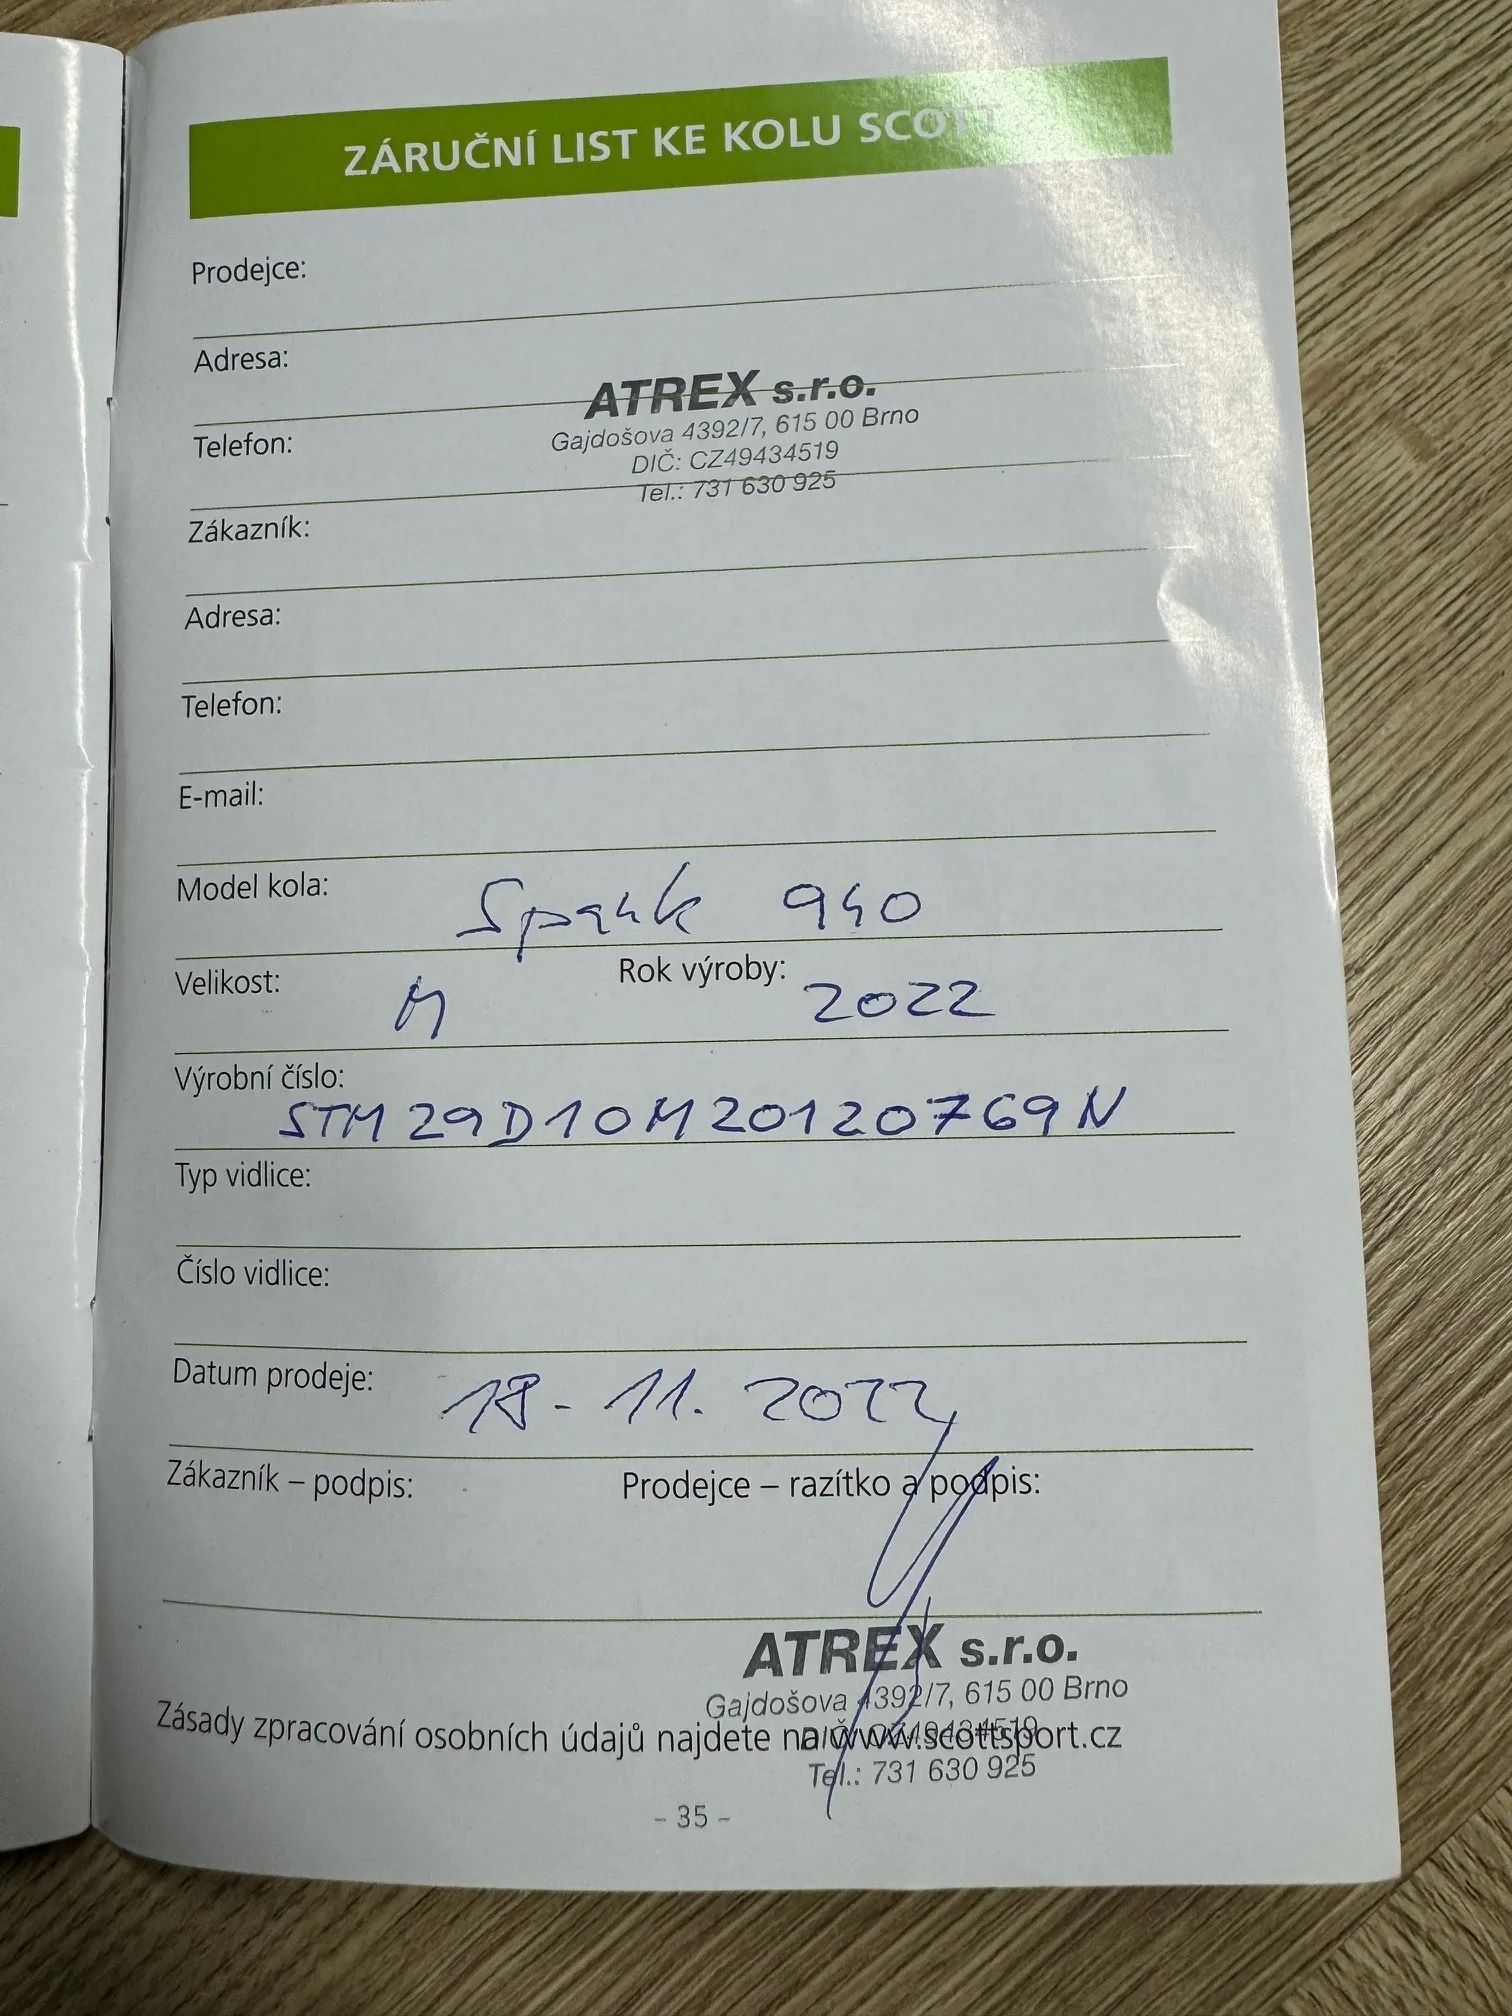 ZÁRUČNÍ LIST KE KOLU SCOTT
Prodejce:
Adresa:
ATREX s.r.o.
Gajdošova 4392/7, 615 00 Brno
Telefon:
DIČ: CZ49434519
Tel.: 731 630 925
Zákazník:
Adresa:
Telefon:
E-mail:
Model kola: Spark 940
Velikost: M Rok výroby: 2022
Výrobní číslo:
STM29D10M20120769N
Typ vidlice:
Číslo vidlice:
Datum prodeje: 18-11. 2022
Zákazník – podpis: Prodejce – razítko a podpis:
ATREX s.r.o.
Gajdošova 4392/7, 615 00 Brno
Zásady zpracování osobních údajů najdete na www.scottsport.cz
DIČ: CZ49434519
Tel.: 731 630 925
- 35 -